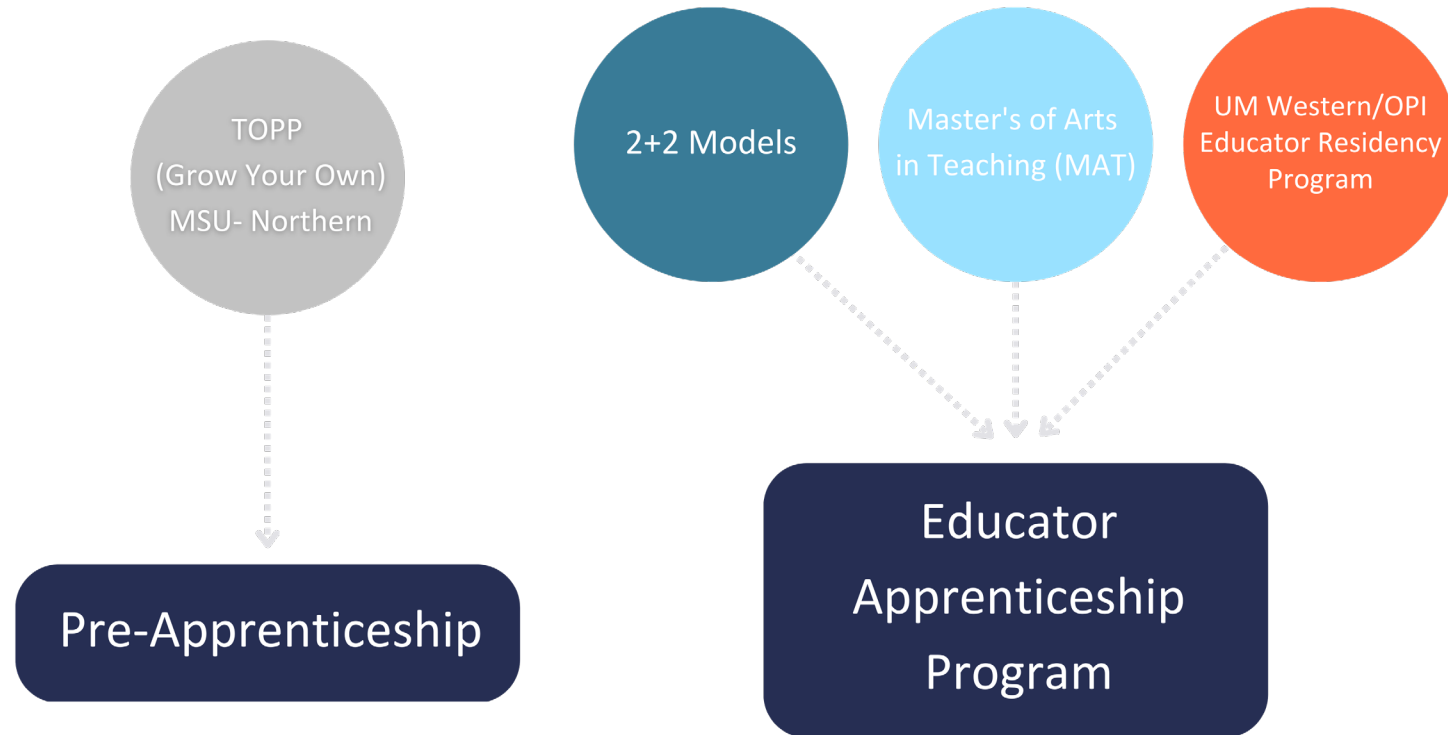 TOPP
(Grow Your Own)
MSU- Northern
2+2 Models
Master's of Arts
in Teaching (MAT)
UM Western/OPI
Educator Residency
Program
Pre-Apprenticeship
Educator
Apprenticeship
Program